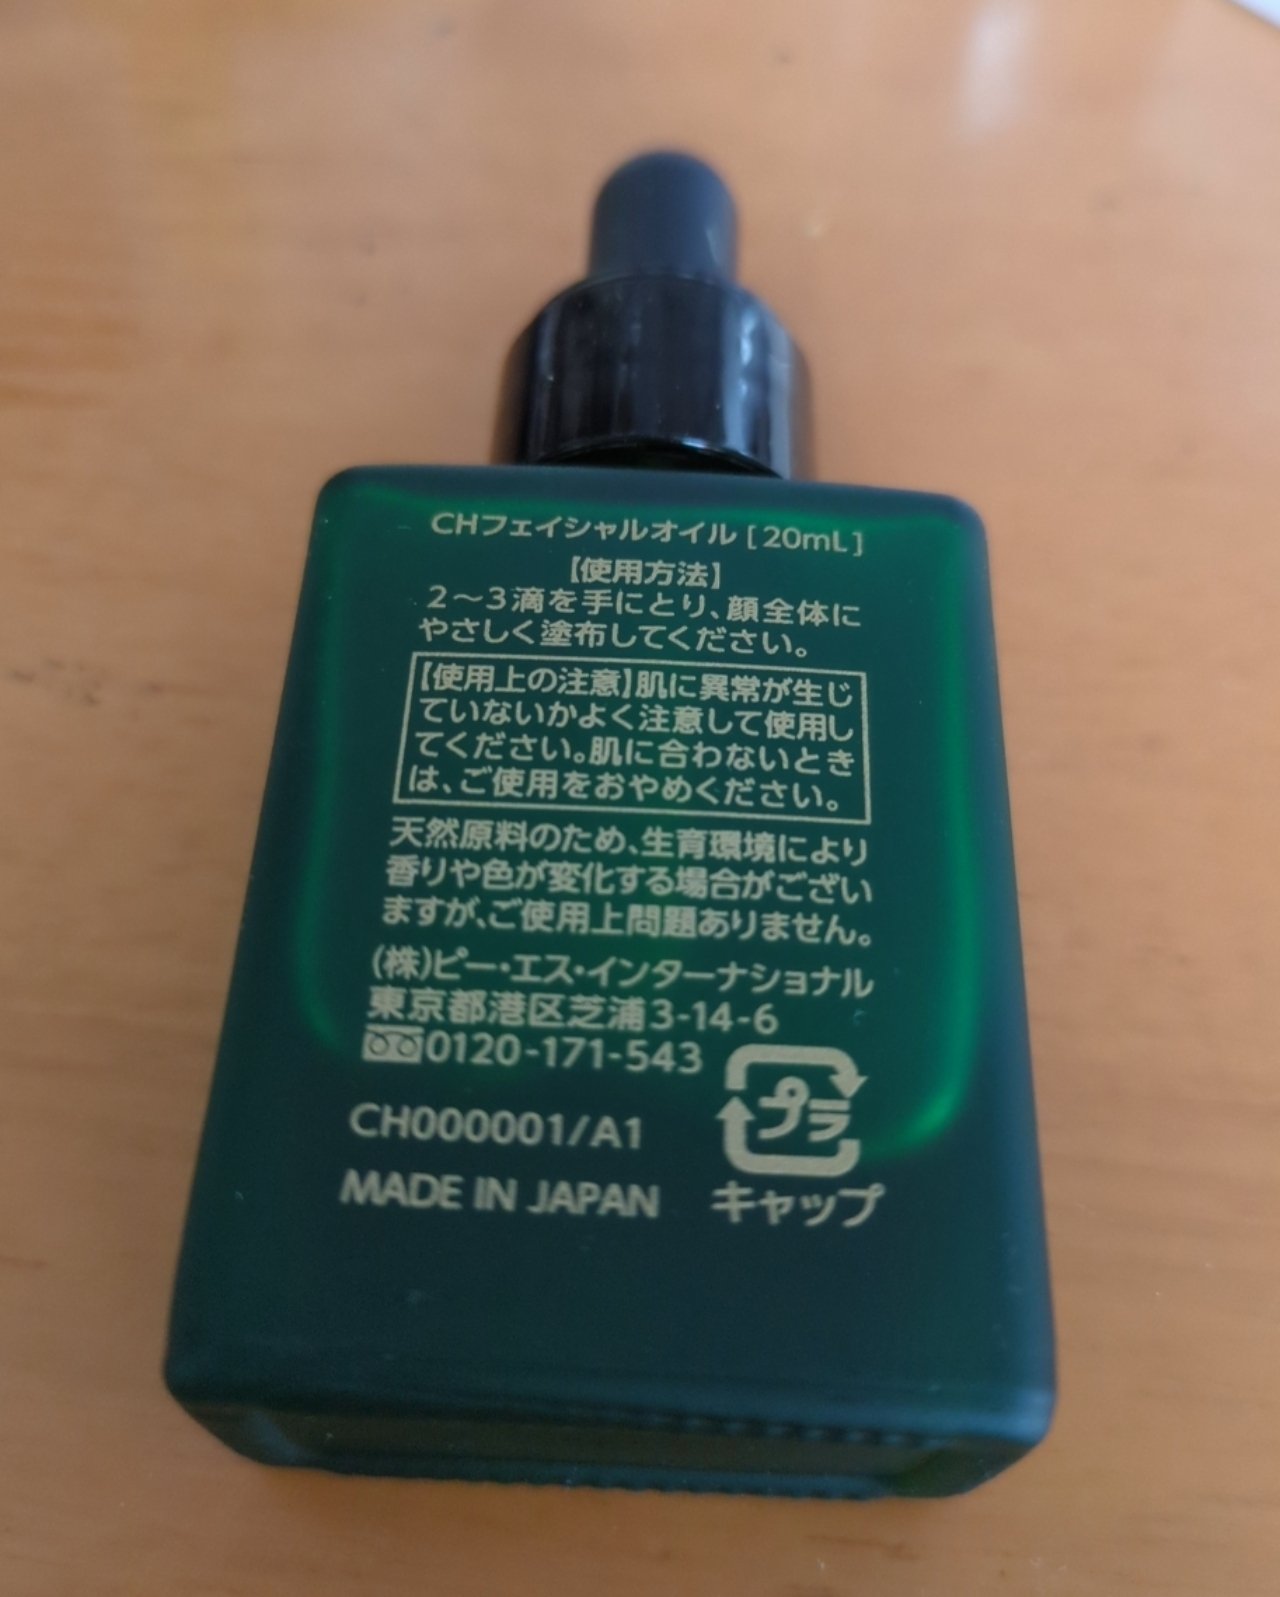 CHフェイシャルオイル [20mL]
【使用方法】
2～3滴を手にとり、顔全体に
やさしく塗布してください。
【使用上の注意】肌に異常が生じ
ていないかよく注意して使用し
てください。肌に合わないとき
は、ご使用をおやめください。
天然原料のため、生育環境により
香りや色が変化する場合がござい
ますが、ご使用上問題ありません。
(株)ピー・エス・インターナショナル
東京都港区芝浦3-14-6
0120-171-543
プラ
CH000001/A1
MADE IN JAPAN
キャップ